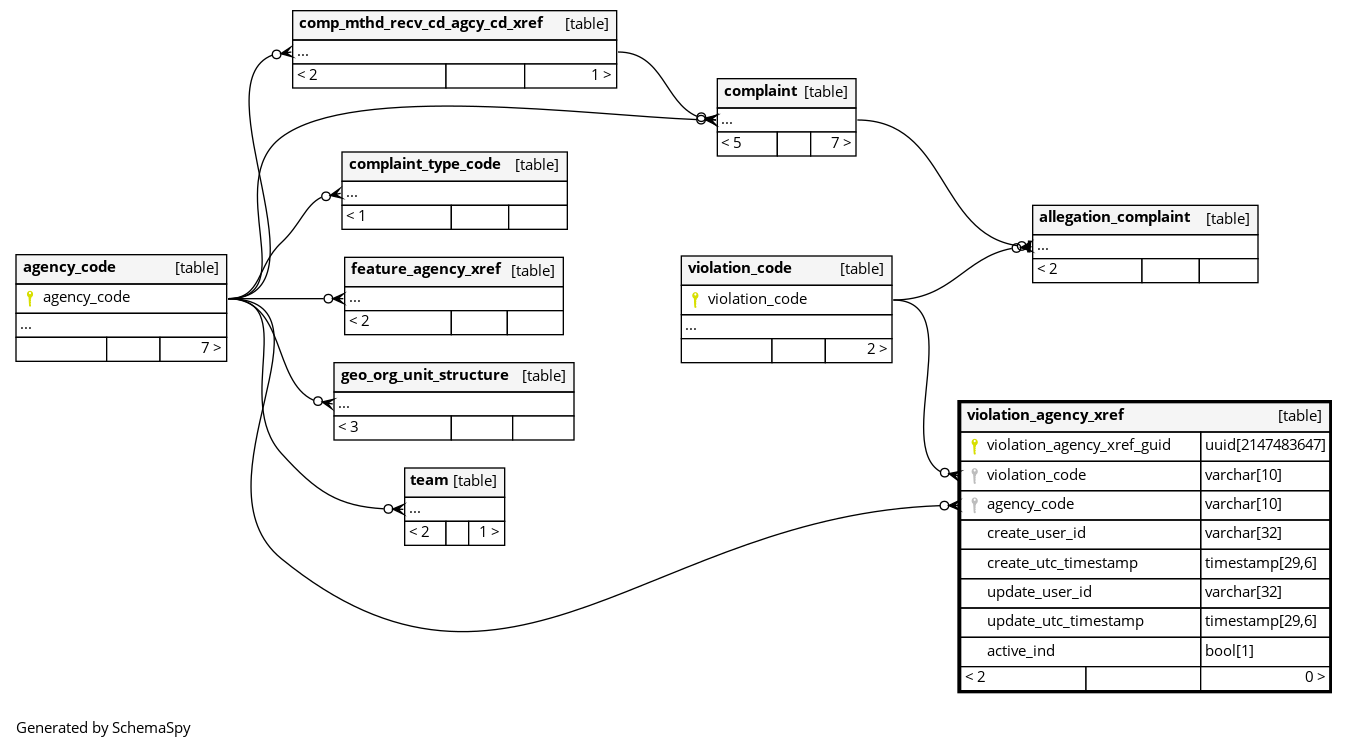 comp_mthd_recv_cd_agcy_cd_xref [table]
...
< 2 1 >
complaint [table]
...
< 5 7 >
complaint_type_code [table]
...
< 1
allegation_complaint [table]
...
< 2
agency_code [table]
agency_code
...
7 >
feature_agency_xref [table]
...
< 2
violation_code [table]
violation_code
...
2 >
geo_org_unit_structure [table]
...
< 3
violation_agency_xref [table]
violation_agency_xref_guid uuid[2147483647]
violation_code varchar[10]
agency_code varchar[10]
create_user_id varchar[32]
create_utc_timestamp timestamp[29,6]
update_user_id varchar[32]
update_utc_timestamp timestamp[29,6]
active_ind bool[1]
< 2 0 >
team [table]
...
< 2 1 >
Generated by SchemaSpy